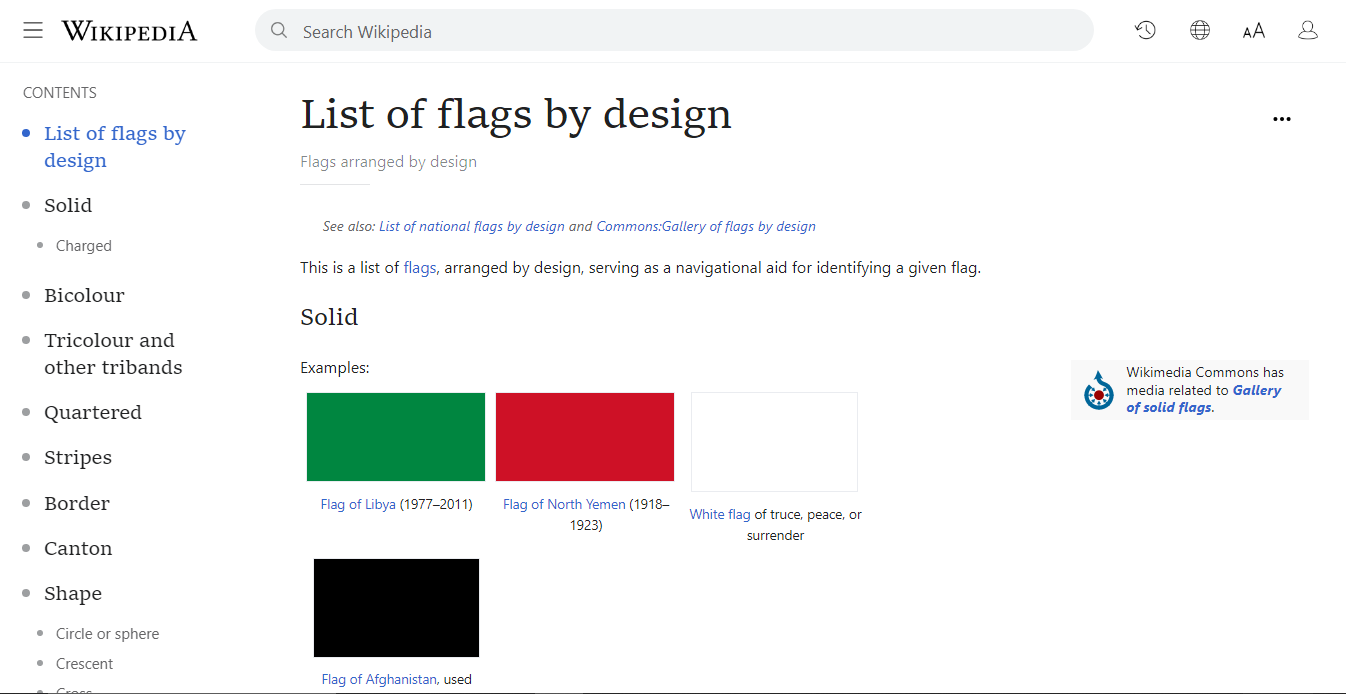 WIKIPEDIA
Search Wikipedia
AA
CONTENTS
List of flags by
design
Solid
Charged
Bicolour
Tricolour and
other tribands
Quartered
Stripes
Border
Canton
Shape
Circle or sphere
Crescent
Cross
List of flags by design
Flags arranged by design
See also: List of national flags by design and Commons:Gallery of flags by design
This is a list of flags, arranged by design, serving as a navigational aid for identifying a given flag.
Solid
Examples:
Wikimedia Commons has
media related to Gallery
of solid flags.
Flag of Libya (1977–2011)
Flag of North Yemen (1918–
1923)
White flag of truce, peace, or
surrender
Flag of Afghanistan, used